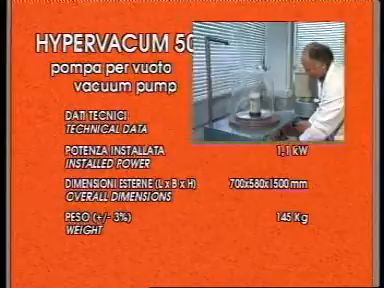 HYPERVACUM 50
pompa per vuoto
vacuum pump
DATI TECNICI
TECHNICAL DATA
POTENZA INSTALLATA 1,1 kW
INSTALLED POWER
DIMENSIONI ESTERNE (L x B x H) 700x580x1500 mm
OVERALL DIMENSIONS
PESO (+/- 3%) 145 Kg
WEIGHT